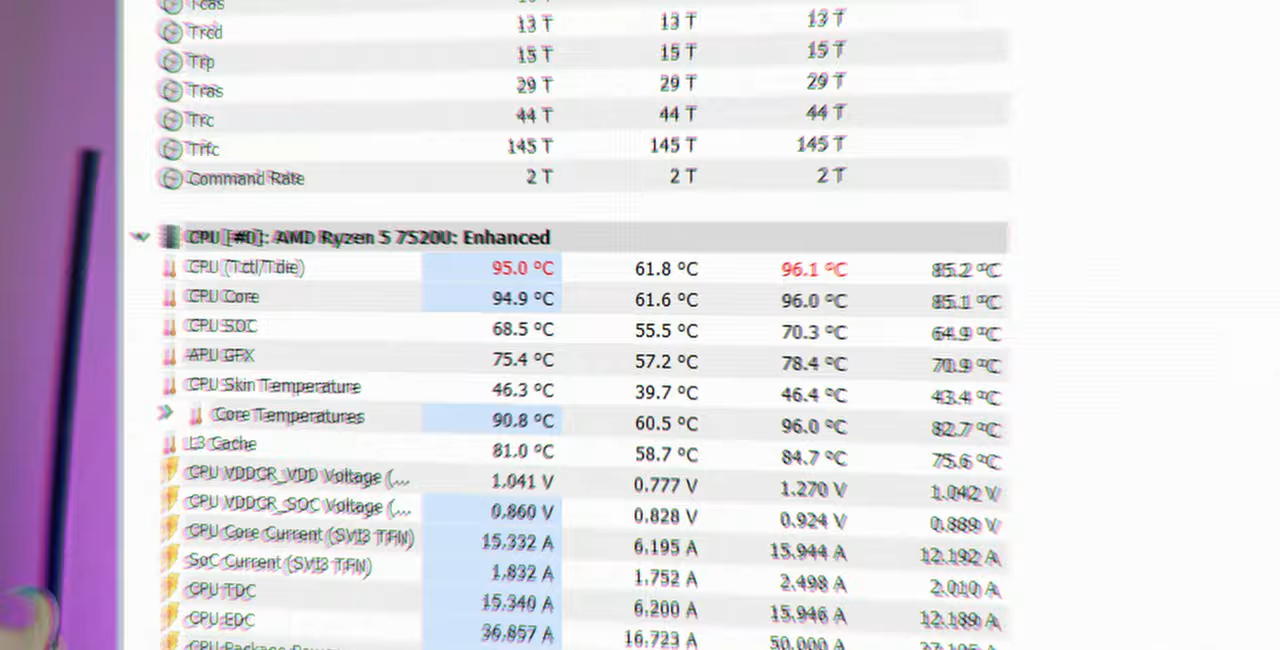 Tcas
Trcd 13 T 13 T 13 T
Trp 15 T 15 T 15 T
Tras 29 T 29 T 29 T
Trc 44 T 44 T 44 T
Trfc 145 T 145 T 145 T
Command Rate 2 T 2 T 2 T
CPU [#0]: AMD Ryzen 5 7520U: Enhanced
CPU (Tctl/Tdie) 95.0 °C 61.8 °C 96.1 °C 85.2 °C
CPU Core 94.9 °C 61.6 °C 96.0 °C 85.1 °C
CPU SOC 68.5 °C 55.5 °C 70.3 °C 64.9 °C
APU GFX 75.4 °C 57.2 °C 78.4 °C 70.9 °C
CPU Skin Temperature 46.3 °C 39.7 °C 46.4 °C 43.4 °C
Core Temperatures 90.8 °C 60.5 °C 96.0 °C 82.7 °C
L3 Cache 81.0 °C 58.7 °C 84.7 °C 75.6 °C
CPU VDDCR_VDD Voltage (... 1.041 V 0.777 V 1.270 V 1.042 V
CPU VDDCR_SOC Voltage (... 0.860 V 0.828 V 0.924 V 0.889 V
CPU Core Current (SVI3 TFN) 15.332 A 6.195 A 15.944 A 12.182 A
SoC Current (SVI3 TFN) 1.832 A 1.752 A 2.498 A 2.010 A
CPU TDC 15.340 A 6.200 A 15.946 A 12.189 A
CPU EDC 36.857 A 16.723 A 50.000 A
CPU Package Power